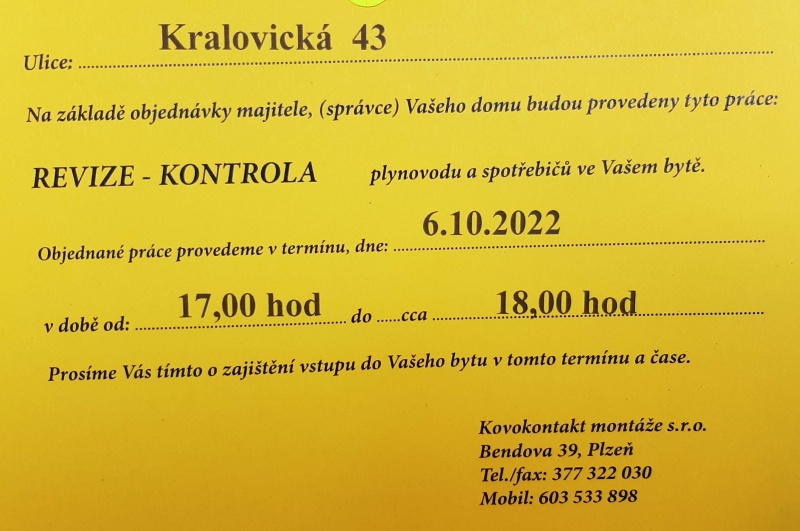 Ulice: Kralovická 43
Na základě objednávky majitele, (správce) Vašeho domu budou provedeny tyto práce:
REVIZE - KONTROLA plynovodu a spotřebičů ve Vašem bytě.
Objednané práce provedeme v termínu, dne: 6.10.2022
v době od: 17,00 hod do ......cca 18,00 hod
Prosíme Vás tímto o zajištění vstupu do Vašeho bytu v tomto termínu a čase.
Kovokontakt montáže s.r.o.
Bendova 39, Plzeň
Tel./fax: 377 322 030
Mobil: 603 533 898